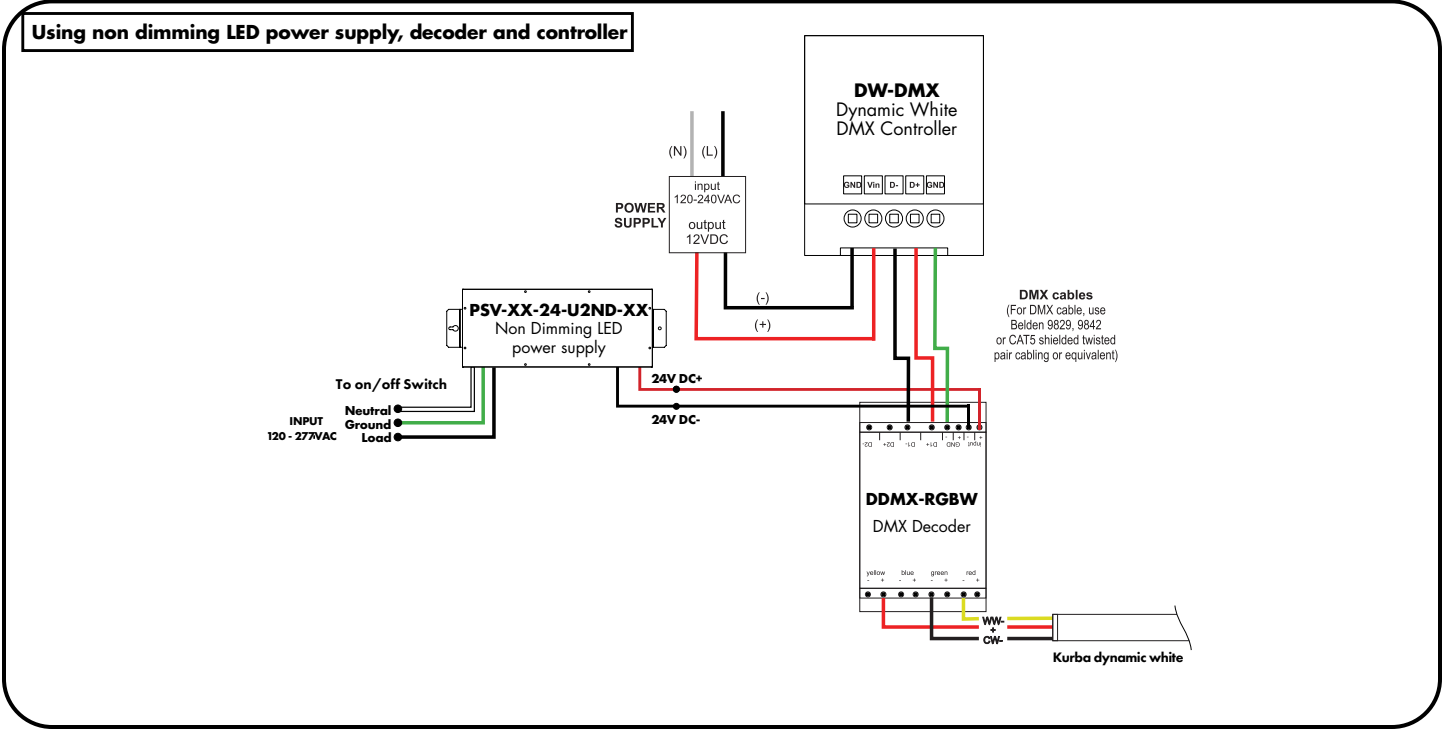 Using non dimming LED power supply, decoder and controller
DW-DMX
Dynamic White
DMX Controller
GND Vin D- D+ GND
(N) (L)
input
120-240VAC
output
12VDC
POWER
SUPPLY
(-)
(+)
DMX cables
(For DMX cable, use
Belden 9829, 9842
or CAT5 shielded twisted
pair cabling or equivalent)
PSV-XX-24-U2ND-XX
Non Dimming LED
power supply
To on/off Switch
Neutral
Ground
Load
INPUT
120 - 277VAC
24V DC+
24V DC-
D2- D2+ D1- D1+ GND input
- + - +
DDMX-RGBW
DMX Decoder
yellow blue green red
- + - + - + - +
WW-
+
CW-
Kurba dynamic white